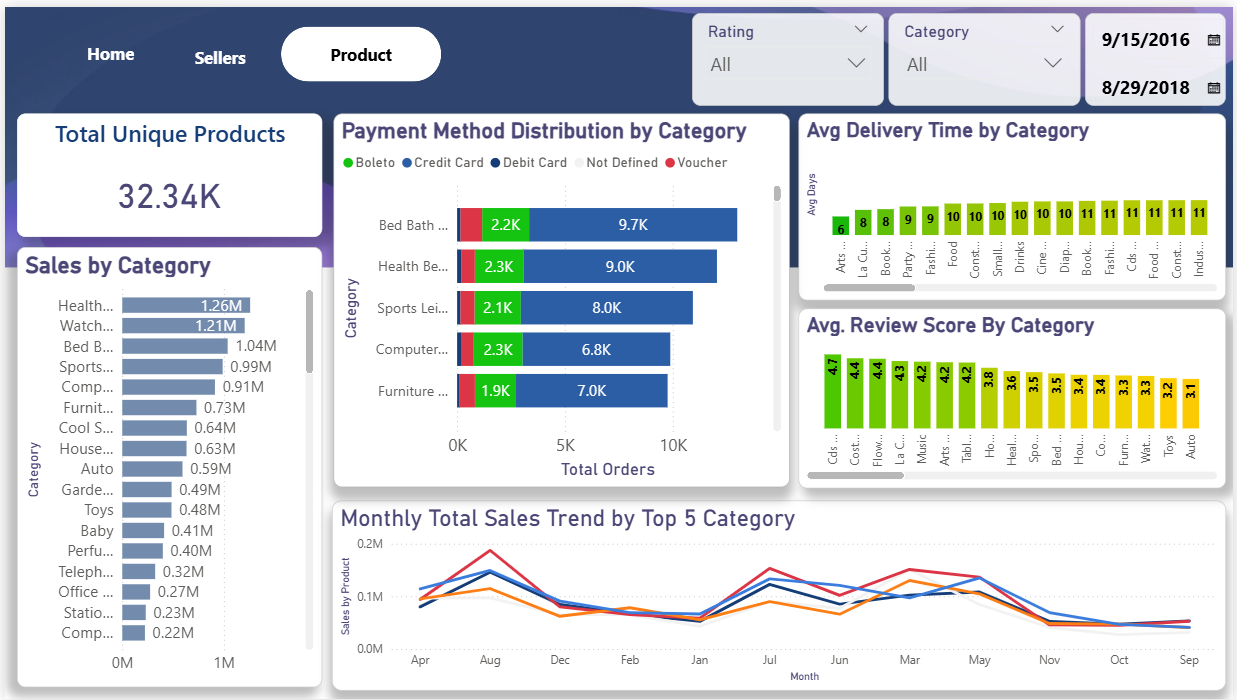 Home
Sellers
Product
Rating
All
Category
All
9/15/2016
8/29/2018
Total Unique Products
32.34K
Sales by Category
Category
Health... 1.26M
Watch... 1.21M
Bed B... 1.04M
Sports... 0.99M
Comp... 0.91M
Furnit... 0.73M
Cool S... 0.64M
House... 0.63M
Auto 0.59M
Garde... 0.49M
Toys 0.48M
Baby 0.41M
Perfu... 0.40M
Teleph... 0.32M
Office ... 0.27M
Statio... 0.23M
Comp... 0.22M
0M 1M
Payment Method Distribution by Category
Boleto Credit Card Debit Card Not Defined Voucher
Category
Bed Bath ... 2.2K 9.7K
Health Be... 2.3K 9.0K
Sports Lei... 2.1K 8.0K
Computer... 2.3K 6.8K
Furniture ... 1.9K 7.0K
0K 5K 10K
Total Orders
Avg Delivery Time by Category
Avg Days
6 8 8 9 9 10 10 10 10 10 10 11 11 11 11 11 11
Arts ... La Cu... Book... Party ... Fashi... Food Const... Small... Drinks Cine ... Diap... Book... Fashi... Cds ... Food ... Const... Indus...
Avg. Review Score By Category
4.7 4.4 4.4 4.3 4.2 4.2 4.2 3.8 3.6 3.5 3.5 3.4 3.4 3.3 3.3 3.2 3.1
Cds ... Cost... Flow... La C... Music Arts ... Tabl... Ho... Heal... Spo... Bed ... Hou... Co... Furn... Wat... Toys Auto
Monthly Total Sales Trend by Top 5 Category
Sales by Product
0.2M
0.1M
0.0M
Apr Aug Dec Feb Jan Jul Jun Mar May Nov Oct Sep
Month